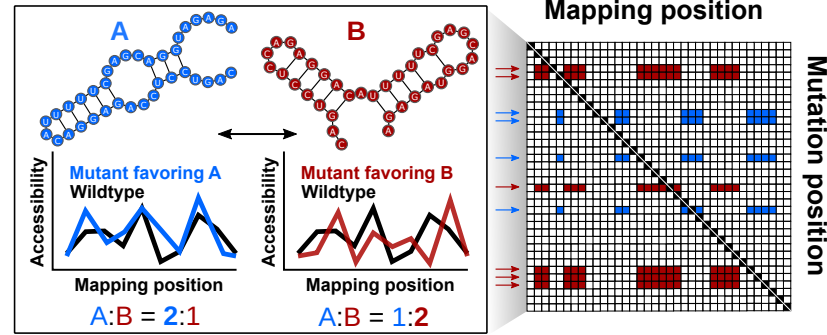 Mapping position
A
B
Mutant favoring A
Wildtype
Accessibility
Mapping position
A:B = 2:1
Mutant favoring B
Wildtype
Accessibility
Mapping position
A:B = 1:2
Mutation position